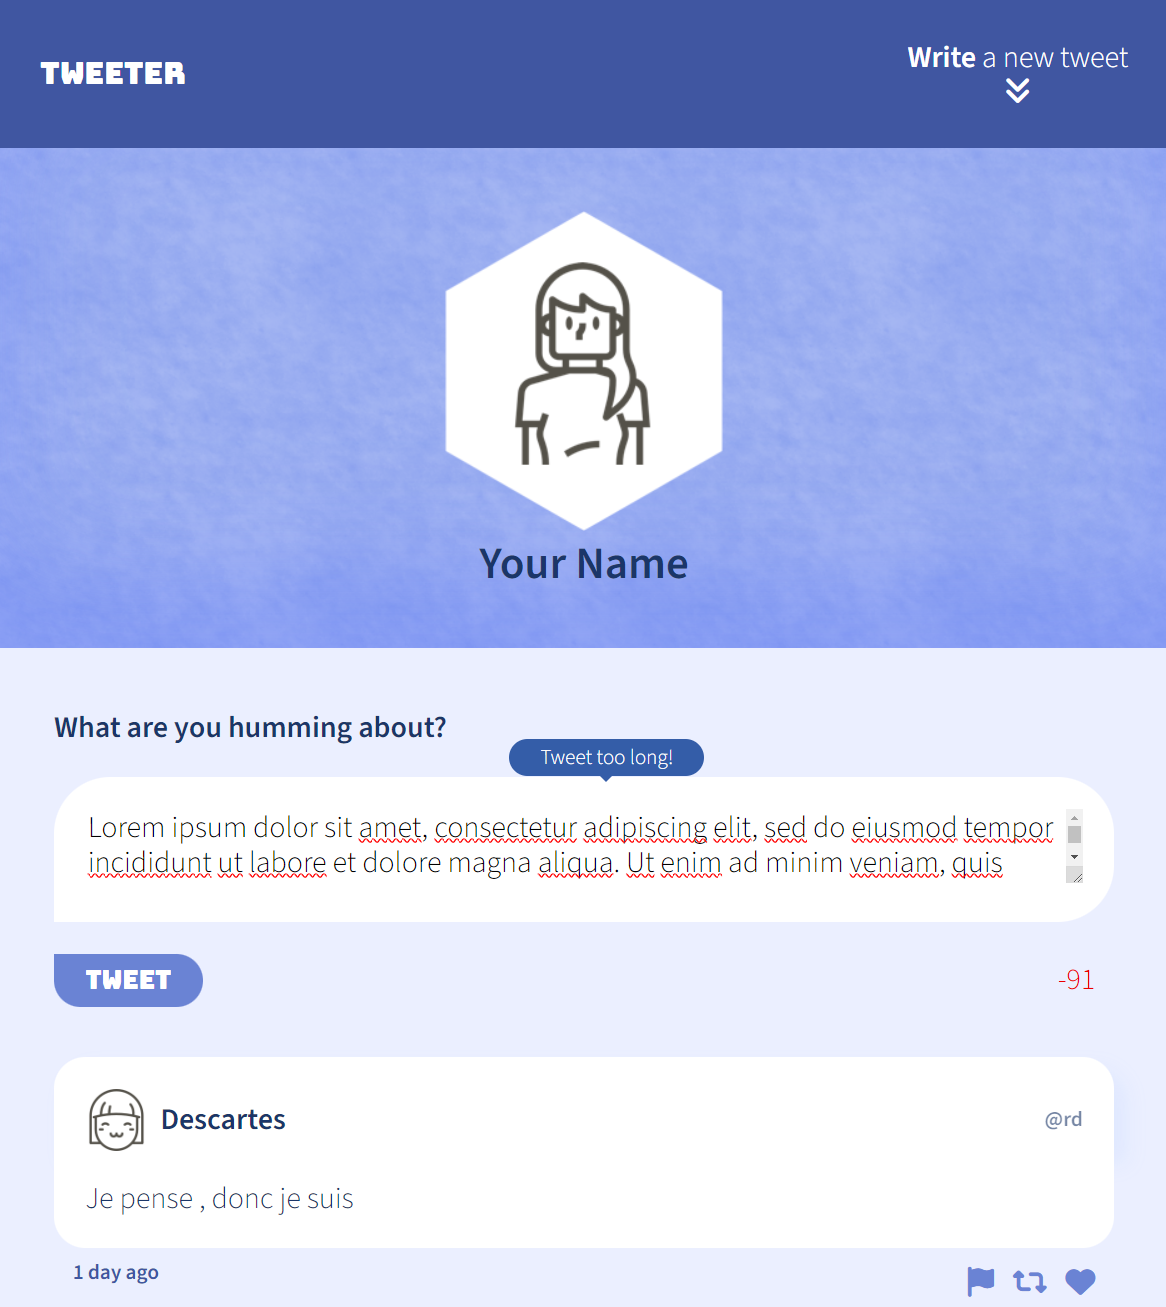 TWEETER
Write a new tweet
Your Name
What are you humming about?
Tweet too long!
Lorem ipsum dolor sit amet, consectetur adipiscing elit, sed do eiusmod tempor
incididunt ut labore et dolore magna aliqua. Ut enim ad minim veniam, quis
TWEET
-91
Descartes
@rd
Je pense , donc je suis
1 day ago